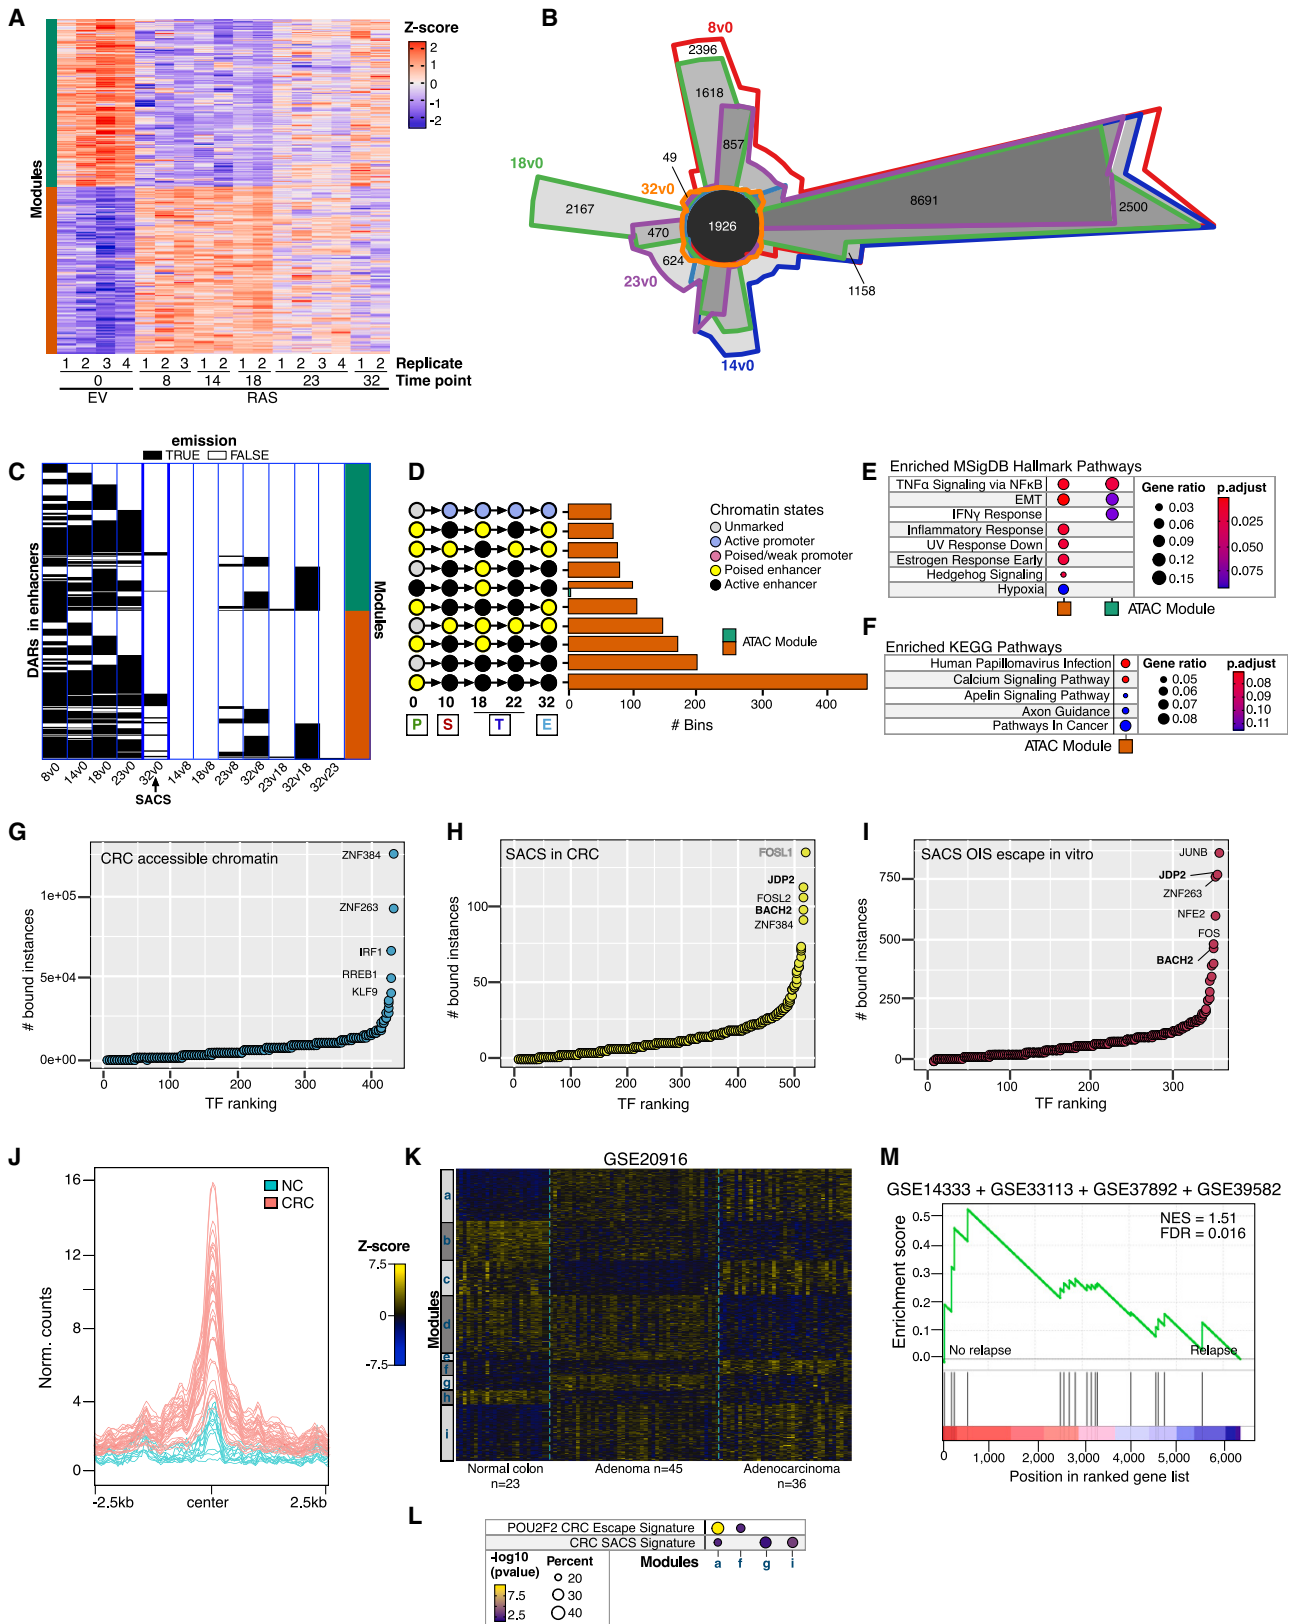 A
Z-score
2
1
0
-1
-2
Modules
1 2 3 4 1 2 3 1 2 1 2 1 2 3 4 1 2 Replicate
0 8 14 18 23 32 Time point
EV RAS
B
8v0
2396
1618
857
49
18v0
32v0
2167
1926
8691
2500
470
624
23v0
1158
14v0
C
emission
TRUE FALSE
DARs in enhacners
Modules
8v0 14v0 18v0 23v0 32v0 14v8 18v8 23v8 32v8 23v18 32v18 32v23
SACS
D
Chromatin states
Unmarked
Active promoter
Poised/weak promoter
Poised enhancer
Active enhancer
ATAC Module
0 10 18 22 32
P S T E
0 100 200 300 400
# Bins
E
Enriched MSigDB Hallmark Pathways
TNFα Signaling via NFκB
EMT
IFNγ Response
Inflammatory Response
UV Response Down
Estrogen Response Early
Hedgehog Signaling
Hypoxia
ATAC Module
Gene ratio
0.03
0.06
0.09
0.12
0.15
p.adjust
0.025
0.050
0.075
F
Enriched KEGG Pathways
Human Papillomavirus Infection
Calcium Signaling Pathway
Apelin Signaling Pathway
Axon Guidance
Pathways In Cancer
ATAC Module
Gene ratio
0.05
0.06
0.07
0.08
p.adjust
0.08
0.09
0.10
0.11
G
CRC accessible chromatin
ZNF384
ZNF263
IRF1
RREB1
KLF9
# bound instances
1e+05
5e+04
0e+00
0 100 200 300 400
TF ranking
H
SACS in CRC
FOSL1
JDP2
FOSL2
BACH2
ZNF384
# bound instances
100
50
0
0 100 200 300 400 500
TF ranking
I
SACS OIS escape in vitro
JUNB
JDP2
ZNF263
NFE2
FOS
BACH2
# bound instances
750
500
250
0
0 100 200 300
TF ranking
J
NC
CRC
Norm. counts
16
12
8
4
0
-2.5kb center 2.5kb
K
GSE20916
Z-score
7.5
0
-7.5
Modules
a
b
c
d
e
f
g
h
i
Normal colon Adenoma n=45 Adenocarcinoma
n=23 n=36
L
POU2F2 CRC Escape Signature
CRC SACS Signature
Modules a f g i
-log10
(pvalue)
7.5
2.5
Percent
20
30
40
M
GSE14333 + GSE33113 + GSE37892 + GSE39582
NES = 1.51
FDR = 0.016
Enrichment score
0.5
0.4
0.3
0.2
0.1
0.0
No relapse Relapse
0 1,000 2,000 3,000 4,000 5,000 6,000
Position in ranked gene list